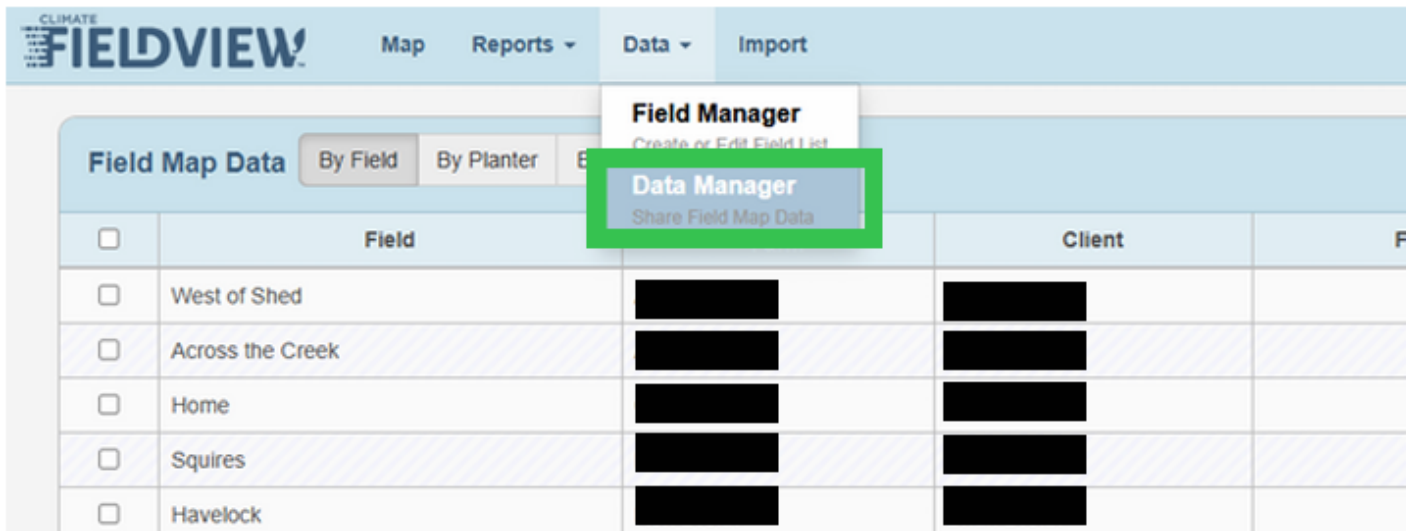 CLIMATE
FIELDVIEW
Map Reports Data Import
Field Manager
Create or Edit Field List
Field Map Data By Field By Planter
Data Manager
Share Field Map Data
Field Client
West of Shed
Across the Creek
Home
Squires
Havelock